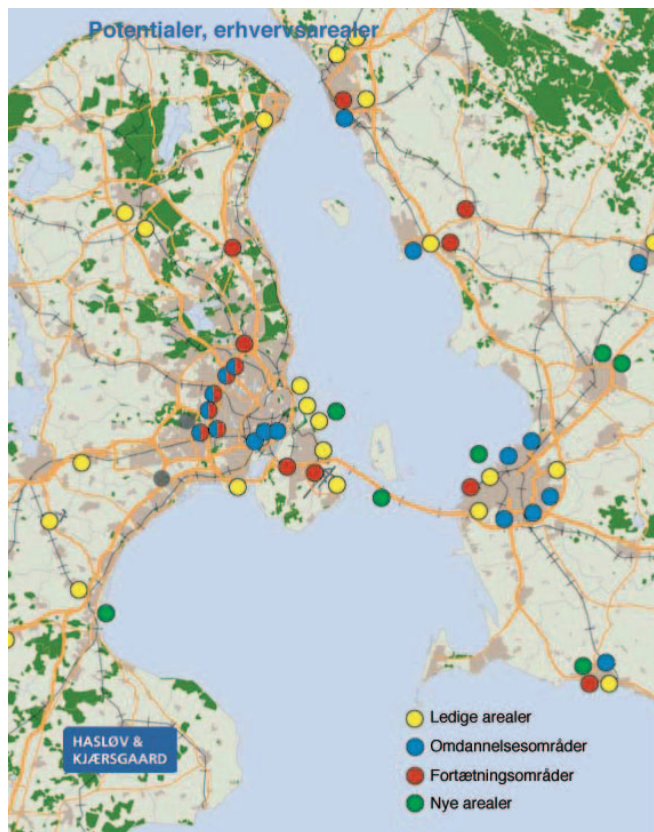 Potentialer, erhvervsarealer
Ledige arealer
Omdannelsesområder
Fortætningsområder
Nye arealer
HASLØV &
KJÆRSGAARD